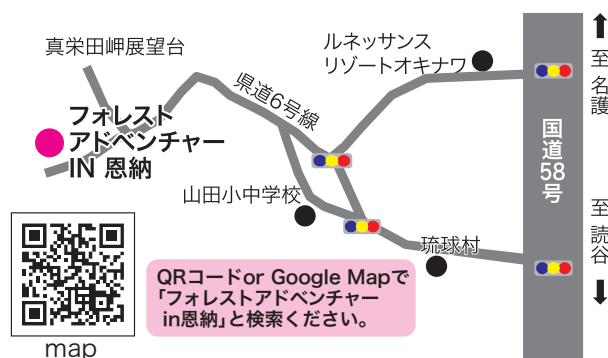 真栄田岬展望台
ルネッサンス
リゾートオキナワ
至 名護
県道6号線
フォレスト
アドベンチャー
IN 恩納
国道58号
山田小中学校
至 読谷
琉球村
QRコードor Google Mapで
「フォレストアドベンチャー
in恩納」と検索ください。
map